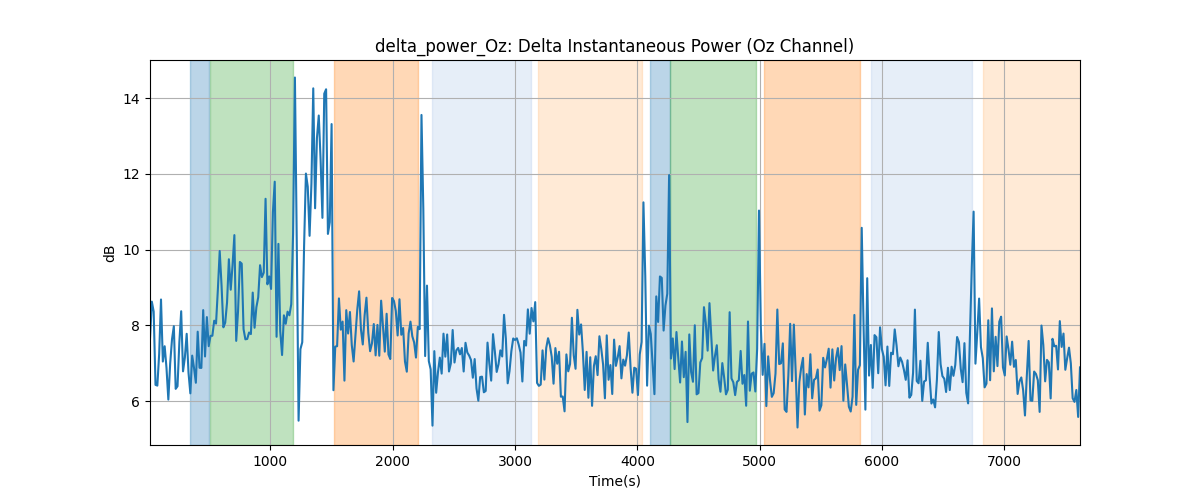 delta_power_Oz: Delta Instantaneous Power (Oz Channel)
14
12
10
8
6
dB
1000 2000 3000 4000 5000 6000 7000
Time(s)